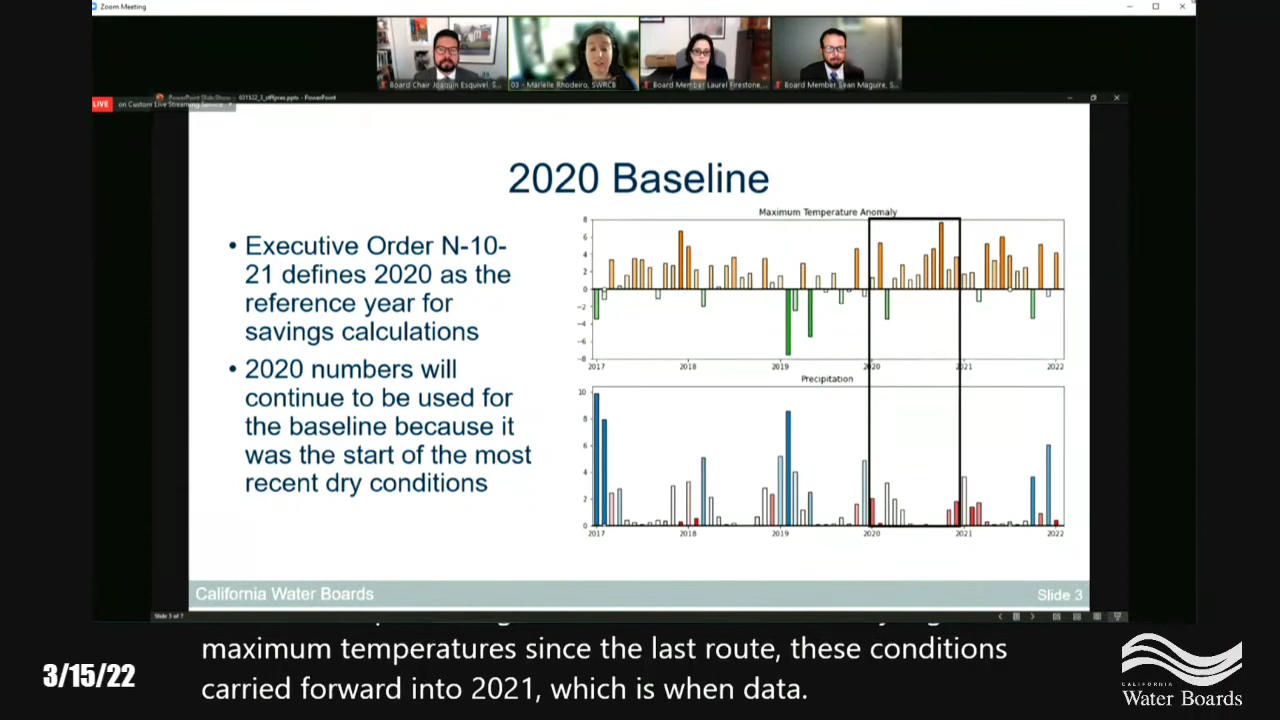 Zoom Meeting
Board Chair Joaquin Esquivel, S...
03 - Marielle Rhodeiro, SWRCB
Board Member Laurel Firestone,...
Board Member Sean Maguire, S...
LIVE
on Custom Live Streaming Service
PowerPoint Slide Show - 031522_3_stffpres.pptx - PowerPoint
2020 Baseline
• Executive Order N-10-
21 defines 2020 as the
reference year for
savings calculations
• 2020 numbers will
continue to be used for
the baseline because it
was the start of the most
recent dry conditions
Maximum Temperature Anomaly
8
6
4
2
0
−2
−4
−6
−8
2017 2018 2019 2020 2021 2022
Precipitation
10
8
6
4
2
0
2017 2018 2019 2020 2021 2022
California Water Boards
Slide 3
Slide 3 of 7
maximum temperatures since the last route, these conditions
carried forward into 2021, which is when data.
3/15/22
CALIFORNIA
Water Boards